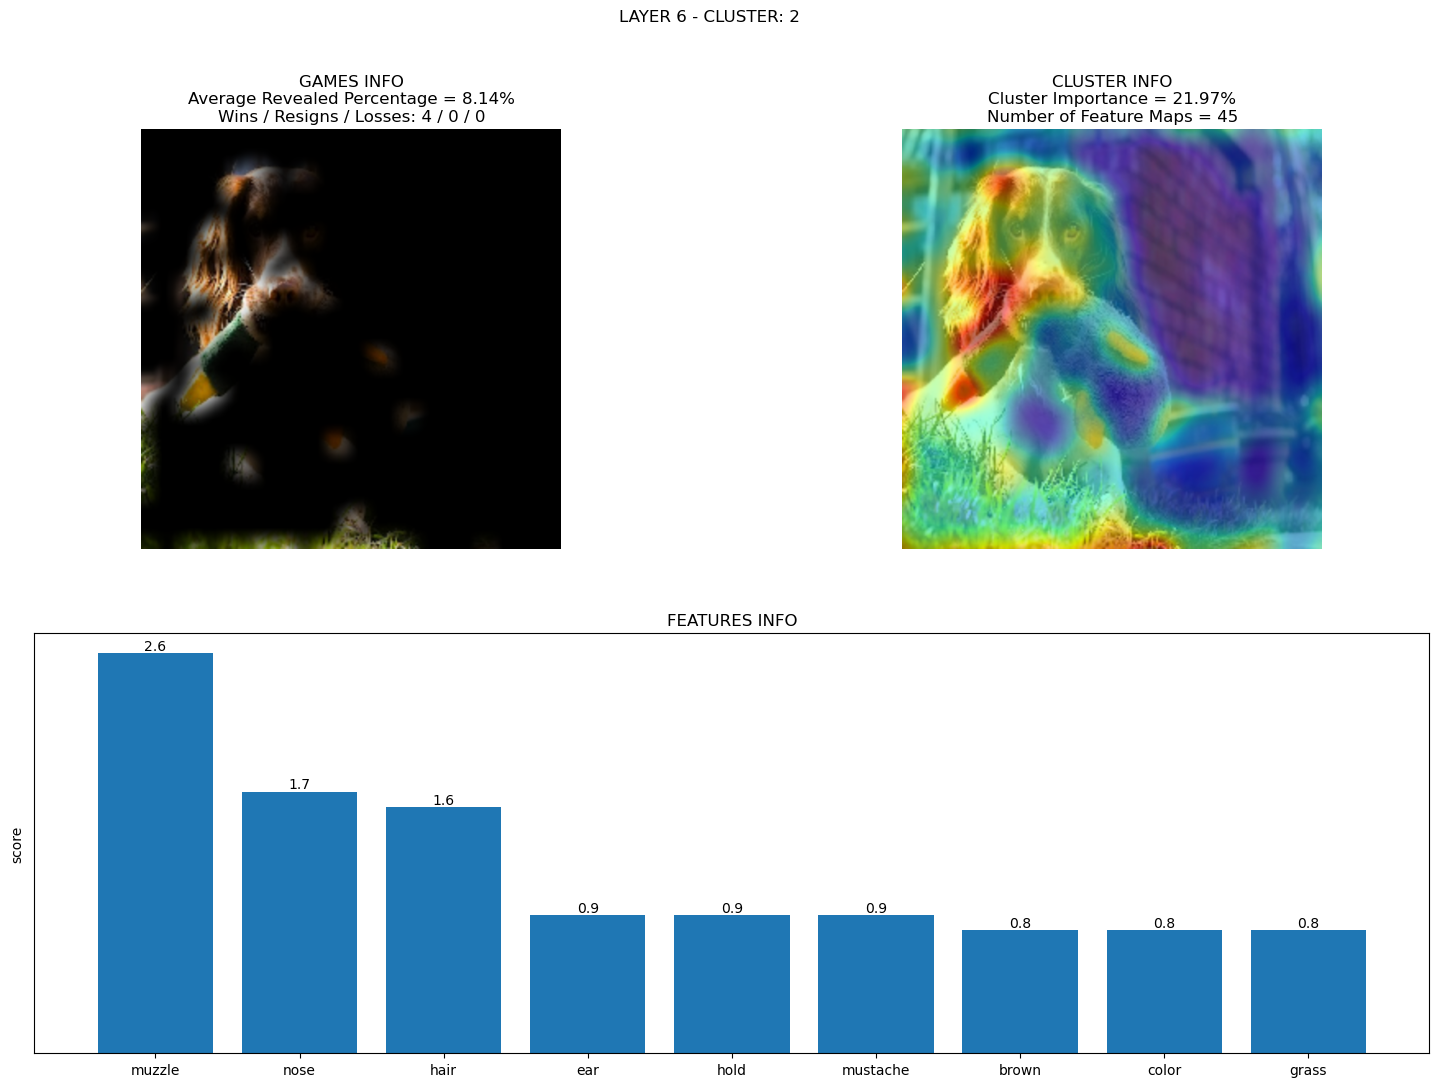 LAYER 6 - CLUSTER: 2
GAMES INFO
Average Revealed Percentage = 8.14%
Wins / Resigns / Losses: 4 / 0 / 0
CLUSTER INFO
Cluster Importance = 21.97%
Number of Feature Maps = 45
FEATURES INFO
score
2.6
1.7
1.6
0.9
0.9
0.9
0.8
0.8
0.8
muzzle
nose
hair
ear
hold
mustache
brown
color
grass